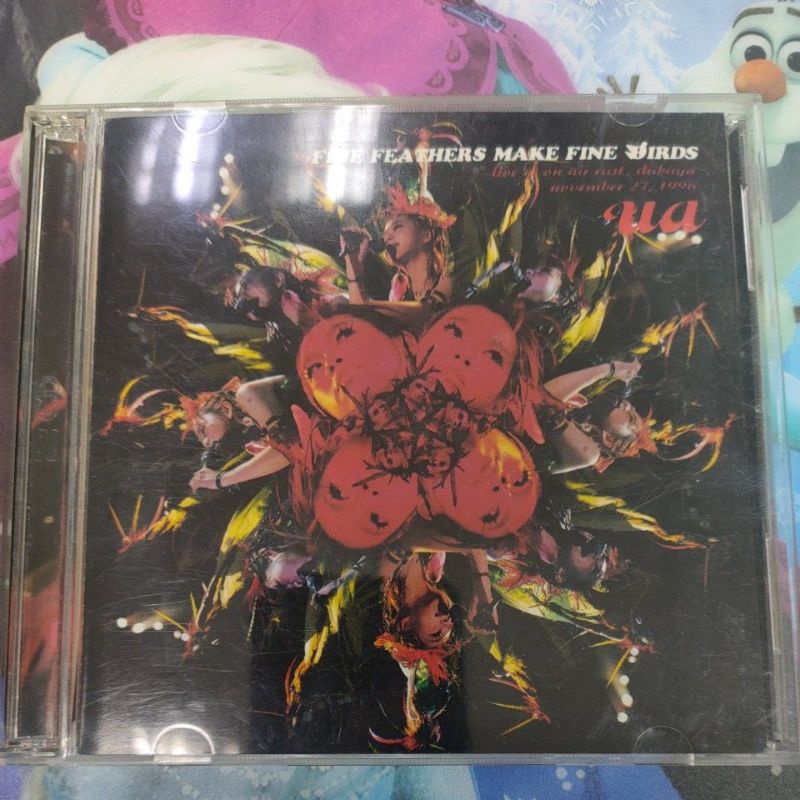 FINE FEATHERS MAKE FINE BIRDS
live at on air east, shibuya
november 27, 1996
ua